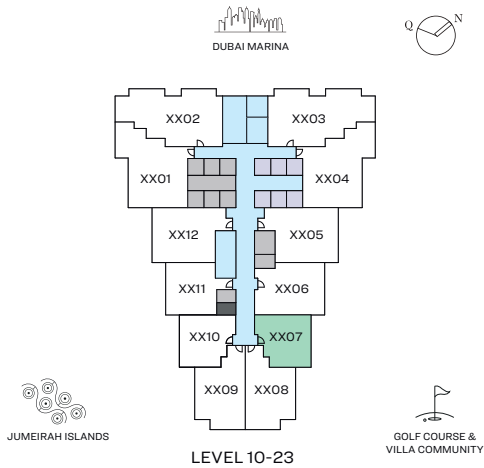 DUBAI MARINA
Q N
XX02 XX03
XX01 XX04
XX12 XX05
XX11 XX06
XX10 XX07
XX09 XX08
JUMEIRAH ISLANDS
GOLF COURSE &
VILLA COMMUNITY
LEVEL 10-23